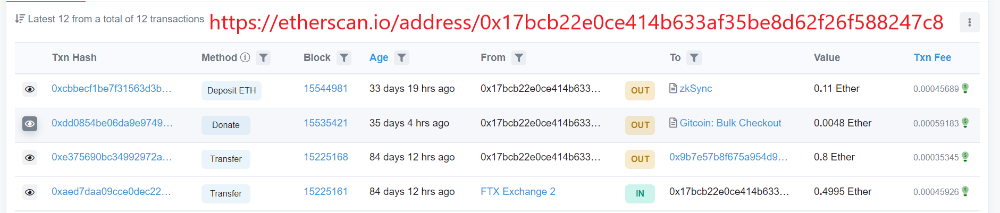 Latest 12 from a total of 12 transactions https://etherscan.io/address/0x17bcb22e0ce414b633af35be8d62f26f588247c8
Txn Hash Method Block Age From To Value Txn Fee
0xcbbecf1be7f31563d3b... Deposit ETH 15544981 33 days 19 hrs ago 0x17bcb22e0ce414b633... OUT zkSync 0.11 Ether 0.00045689
0xdd0854be06da9e9749... Donate 15535421 35 days 4 hrs ago 0x17bcb22e0ce414b633... OUT Gitcoin: Bulk Checkout 0.0048 Ether 0.00059183
0xe375690bc34992972a... Transfer 15225168 84 days 12 hrs ago 0x17bcb22e0ce414b633... OUT 0x9b7e57b8f675a954d9... 0.8 Ether 0.00035345
0xaed7daa09cce0dec22... Transfer 15225161 84 days 12 hrs ago FTX Exchange 2 IN 0x17bcb22e0ce414b633... 0.4995 Ether 0.00045926